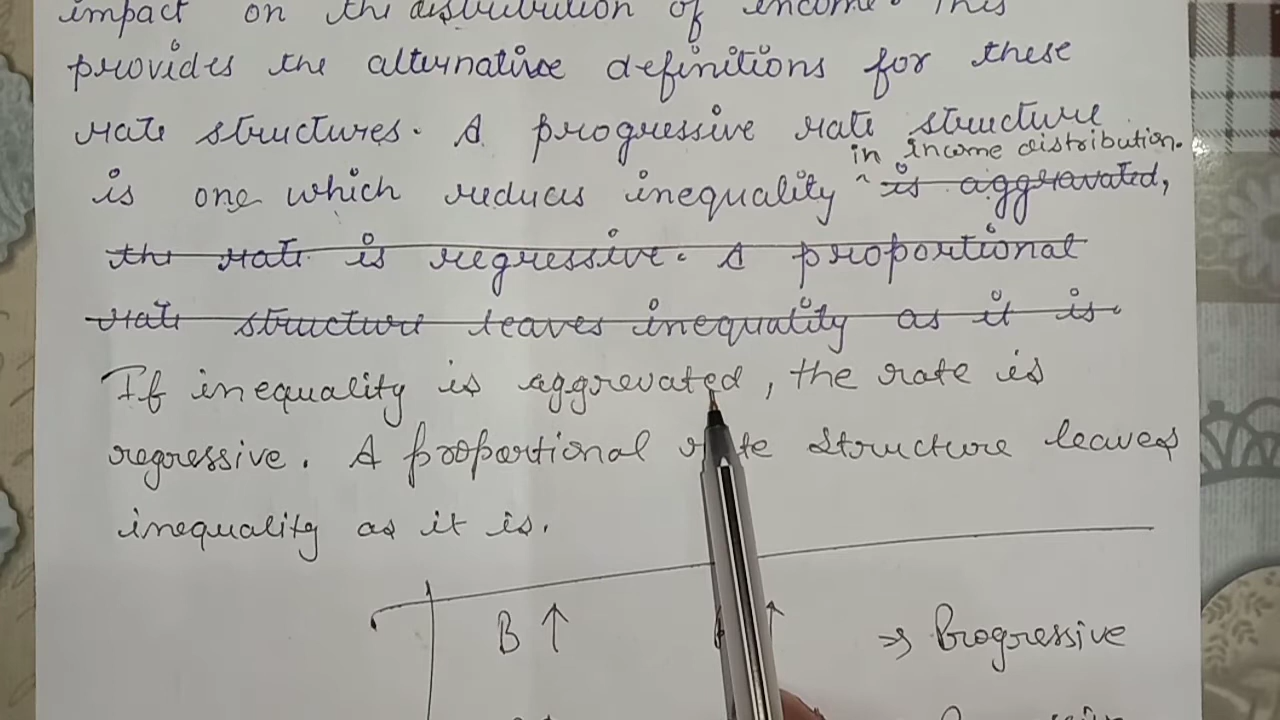 impact on the distribution of income. This
provides the alternative definitions for these
rate structures. A progressive rate structure
in income distribution.
is one which reduces inequality ^ is aggravated,
the rate is regressive. A proportional
rate structure leaves inequality as it is.
If inequality is aggrevated, the rate is
regressive. A proportional rate structure leaves
inequality as it is.
B ↑ ↑ => Progressive